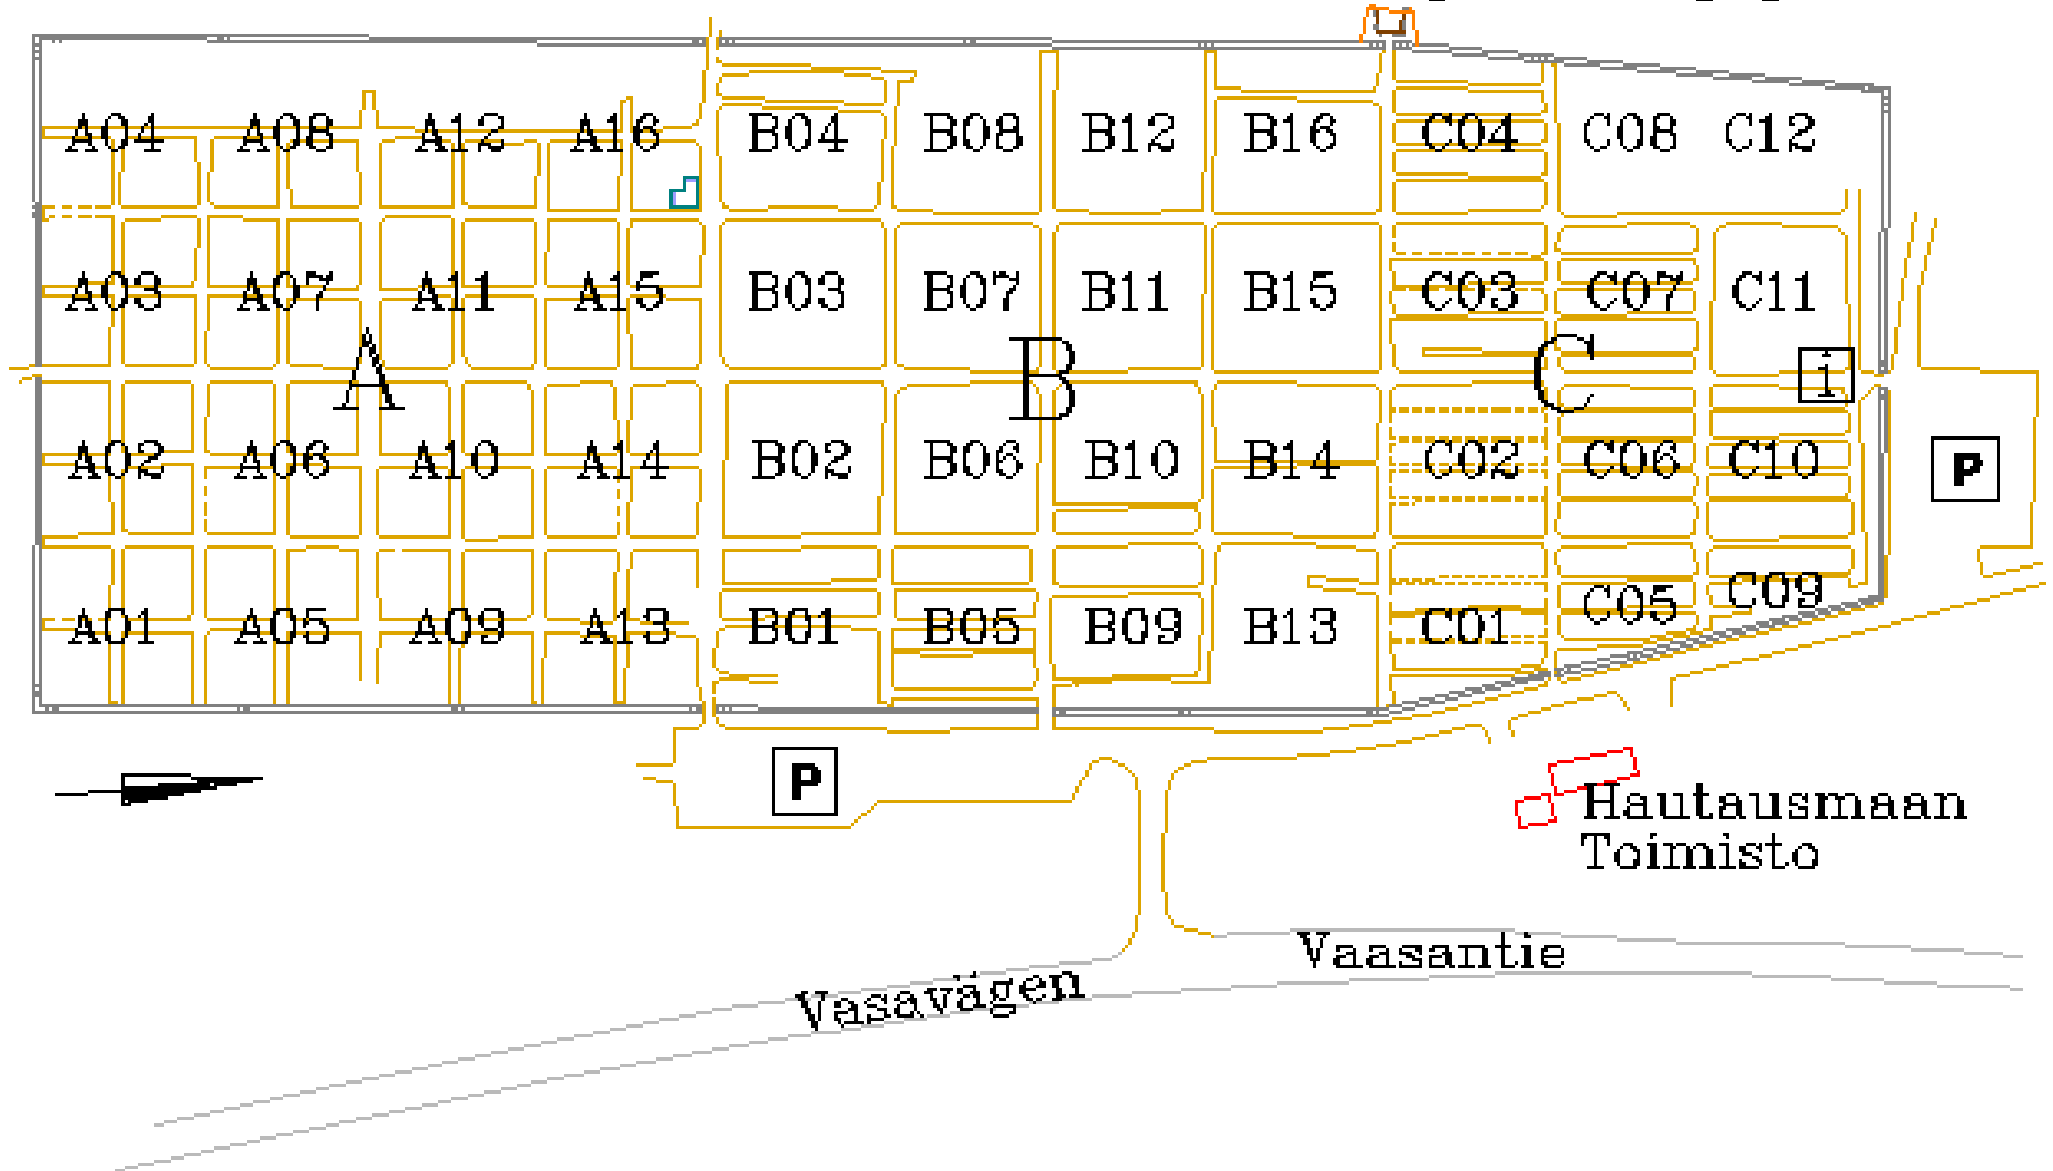 A04 A08 A12 A16 B04 B08 B12 B16 C04 C08 C12
A03 A07 A11 A15 B03 B07 B11 B15 C03 C07 C11
A B C i
A02 A06 A10 A14 B02 B06 B10 B14 C02 C06 C10 P
A01 A05 A09 A13 B01 B05 B09 B13 C01 C05 C09
P
Hautausmaan
Toimisto
Vaasantie
Vasavägen